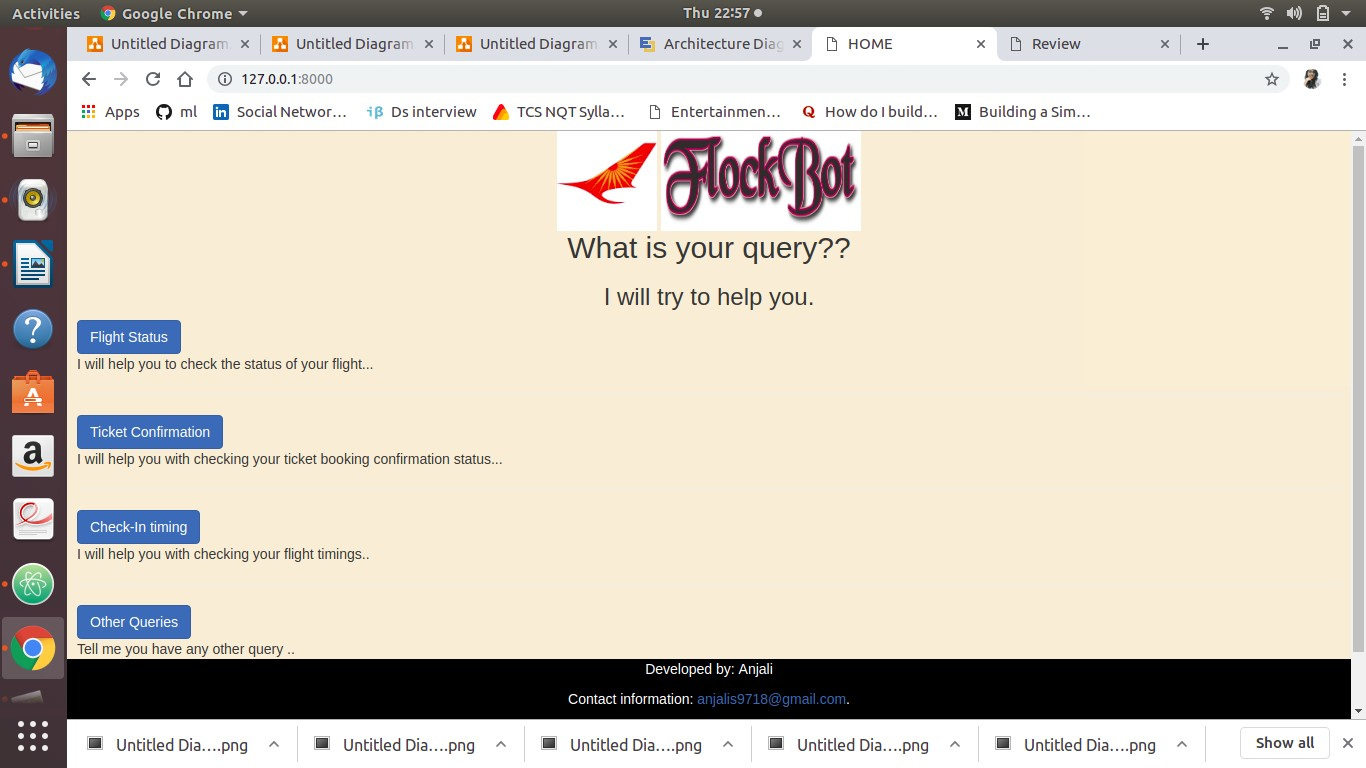 Activities Google Chrome Thu 22:57
Untitled Diagram Untitled Diagram Untitled Diagram Architecture Diag HOME Review
127.0.0.1:8000
Apps ml Social Networ… Ds interview TCS NQT Sylla… Entertainmen… How do I build… Building a Sim…
FlockBot
What is your query??
I will try to help you.
Flight Status
I will help you to check the status of your flight...
Ticket Confirmation
I will help you with checking your ticket booking confirmation status...
Check-In timing
I will help you with checking your flight timings..
Other Queries
Tell me you have any other query ..
Developed by: Anjali
Contact information: anjalis9718@gmail.com.
Untitled Dia….png Untitled Dia….png Untitled Dia….png Untitled Dia….png Untitled Dia….png Show all